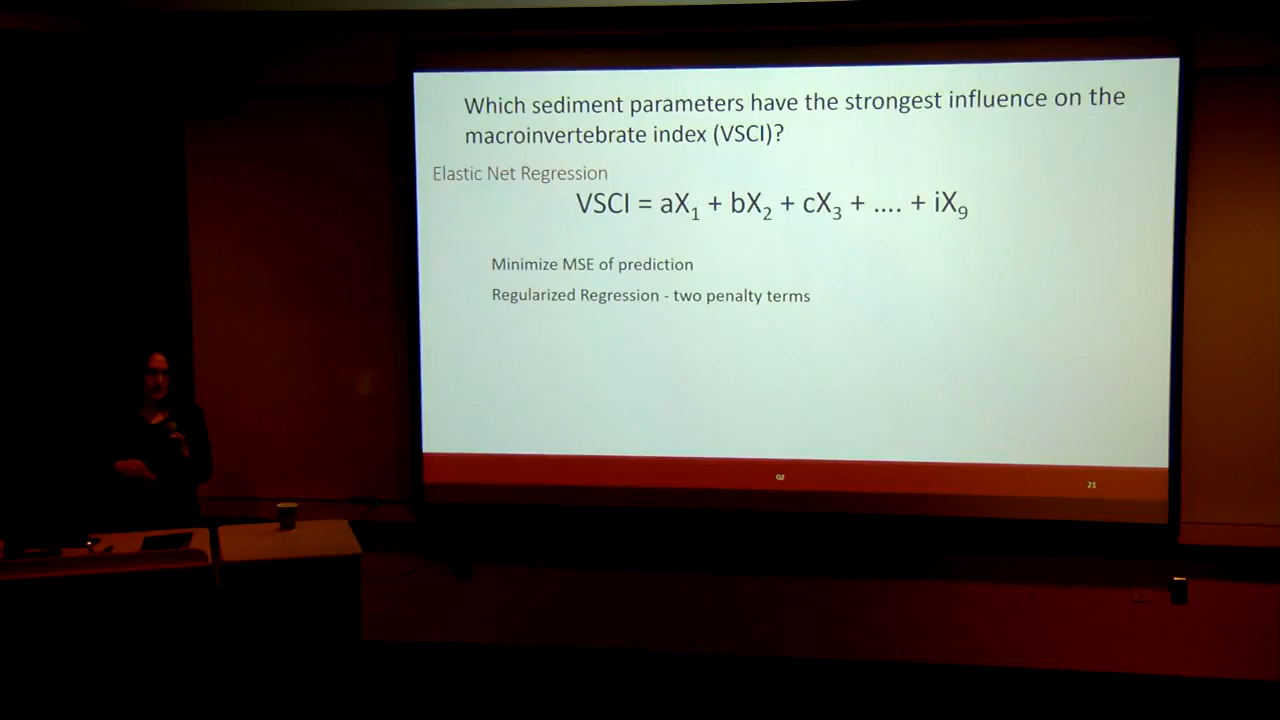 Which sediment parameters have the strongest influence on the
macroinvertebrate index (VSCI)?
Elastic Net Regression
VSCI = aX₁ + bX₂ + cX₃ + .... + iX₉
Minimize MSE of prediction
Regularized Regression - two penalty terms
Q2
21